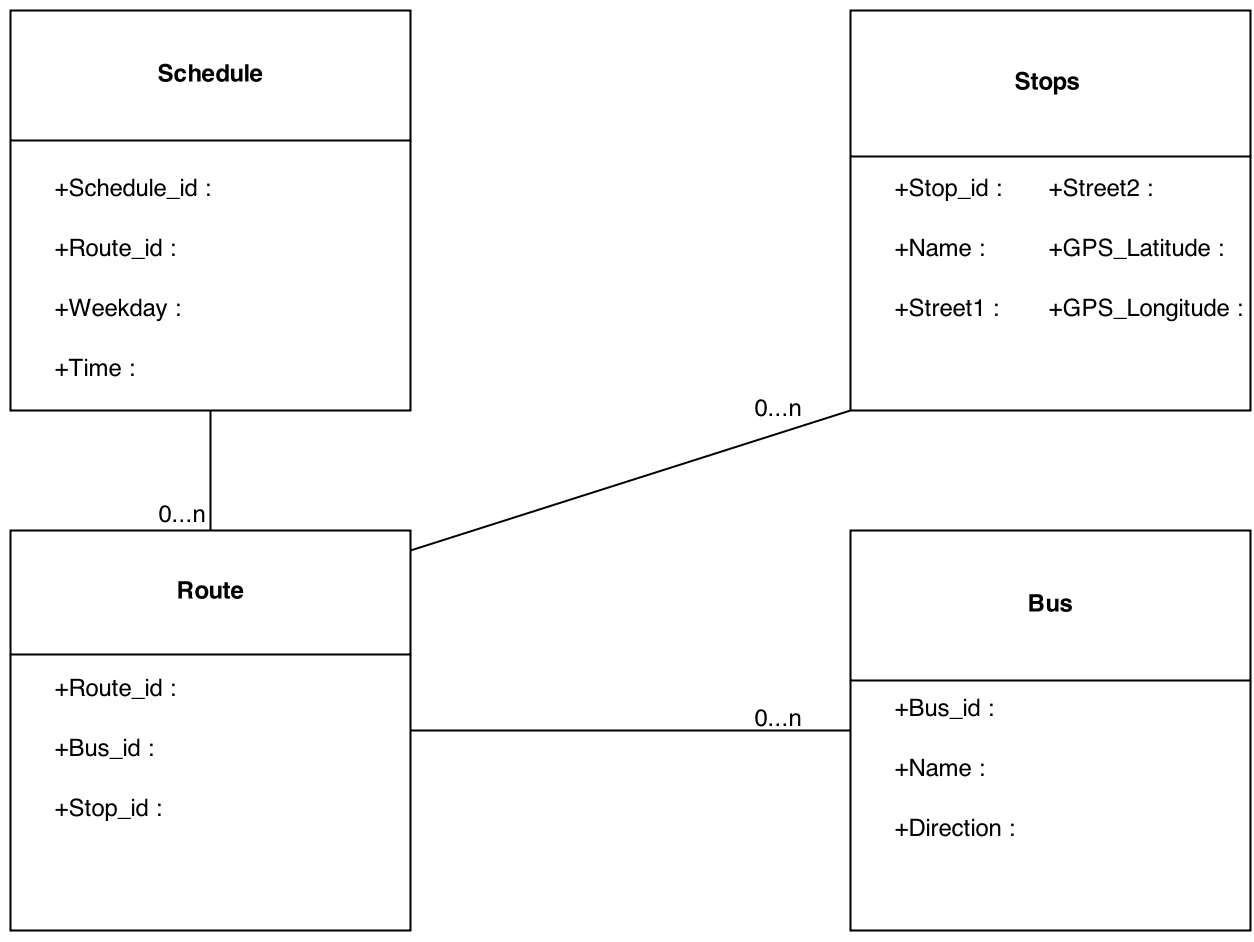 Schedule
+Schedule_id :
+Route_id :
+Weekday :
+Time :
Stops
+Stop_id :
+Name :
+Street1 :
+Street2 :
+GPS_Latitude :
+GPS_Longitude :
0...n
0...n
Route
+Route_id :
+Bus_id :
+Stop_id :
0...n
Bus
+Bus_id :
+Name :
+Direction :